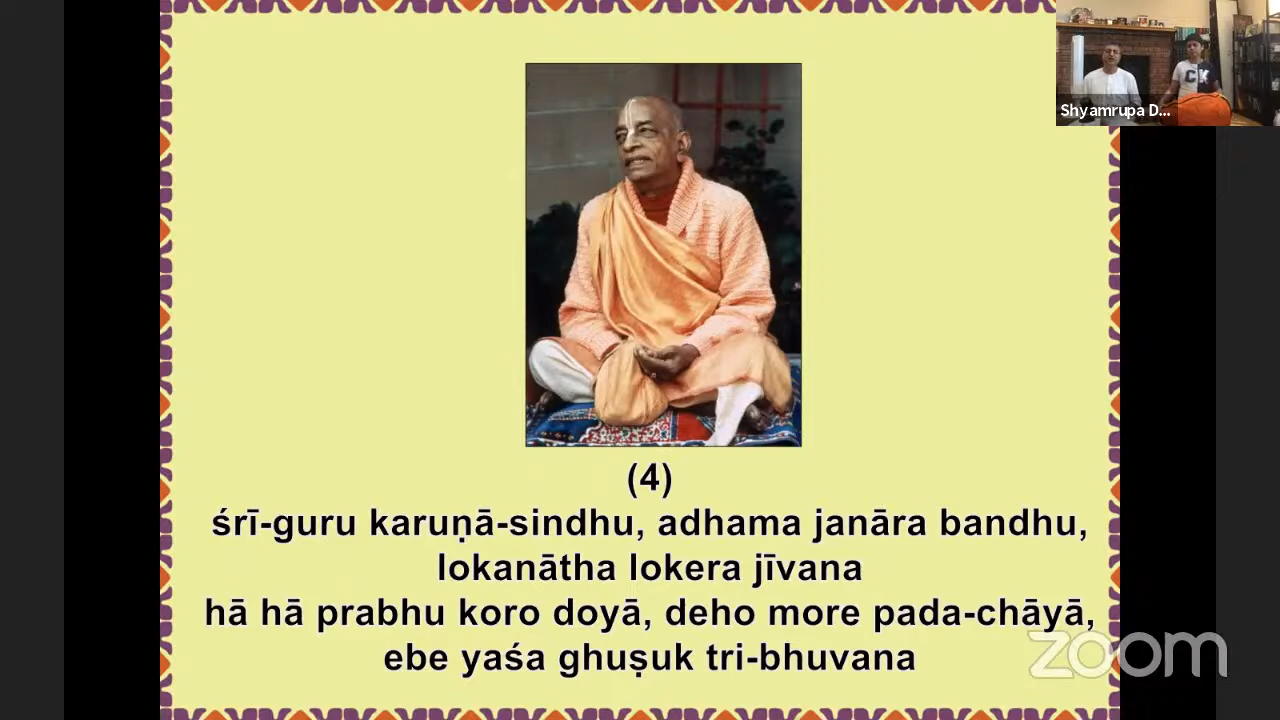 Shyamrupa D...
CK
(4)
śrī-guru karuṇā-sindhu, adhama janāra bandhu,
lokanātha lokera jīvana
hā hā prabhu koro doyā, deho more pada-chāyā,
ebe yaśa ghuṣuk tri-bhuvana
zoom